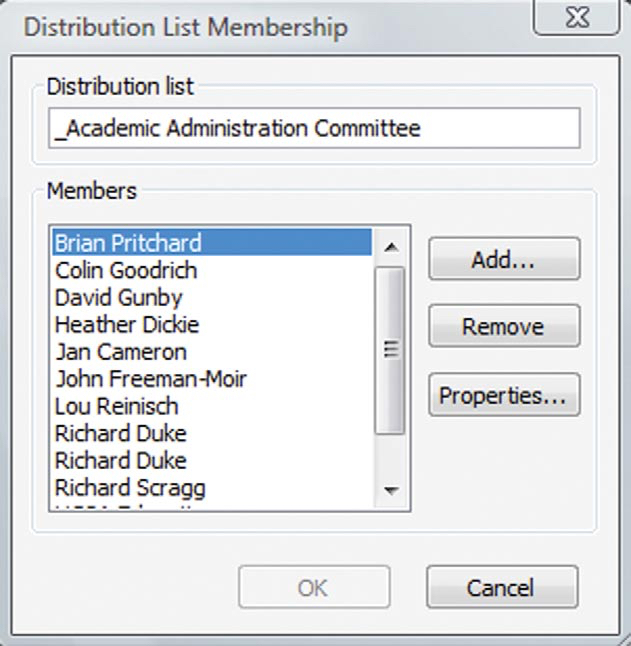 Distribution List Membership
Distribution list
_Academic Administration Committee
Members
Brian Pritchard
Colin Goodrich
David Gunby
Heather Dickie
Jan Cameron
John Freeman-Moir
Lou Reinisch
Richard Duke
Richard Duke
Richard Scragg
Add...
Remove
Properties...
OK
Cancel